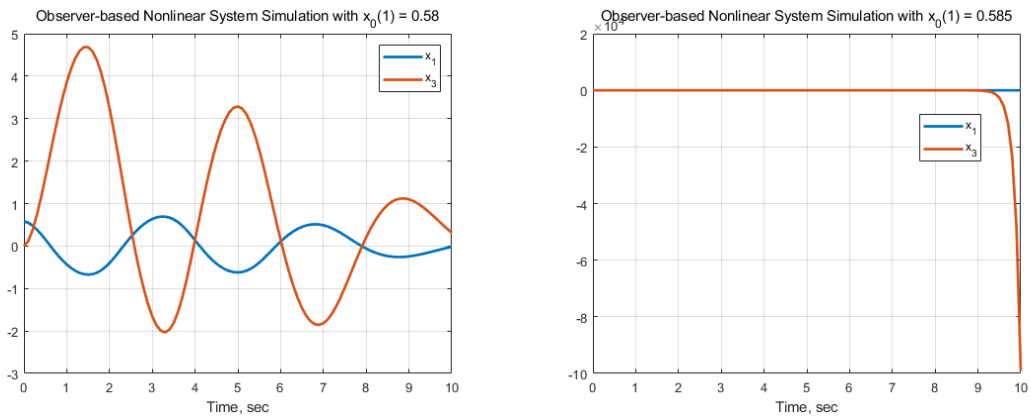 Observer-based Nonlinear System Simulation with x0(1) = 0.58
5
4
3
2
1
0
-1
-2
-3
x1
x3
0 1 2 3 4 5 6 7 8 9 10
Time, sec
Observer-based Nonlinear System Simulation with x0(1) = 0.585
×10^4
2
0
-2
-4
-6
-8
-10
x1
x3
0 1 2 3 4 5 6 7 8 9 10
Time, sec